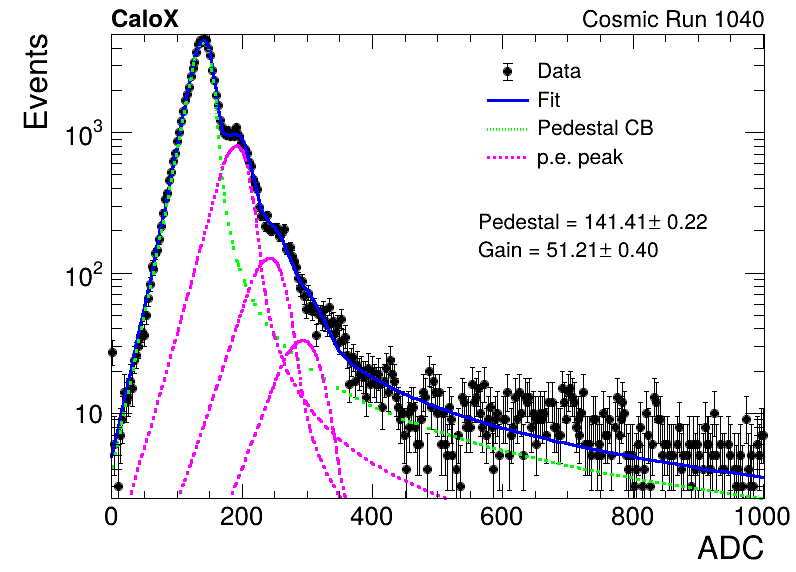 CaloX Cosmic Run 1040
Events
Data
Fit
Pedestal CB
p.e. peak
Pedestal = 141.41± 0.22
Gain = 51.21± 0.40
10³
10²
10
0 200 400 600 800 1000
ADC